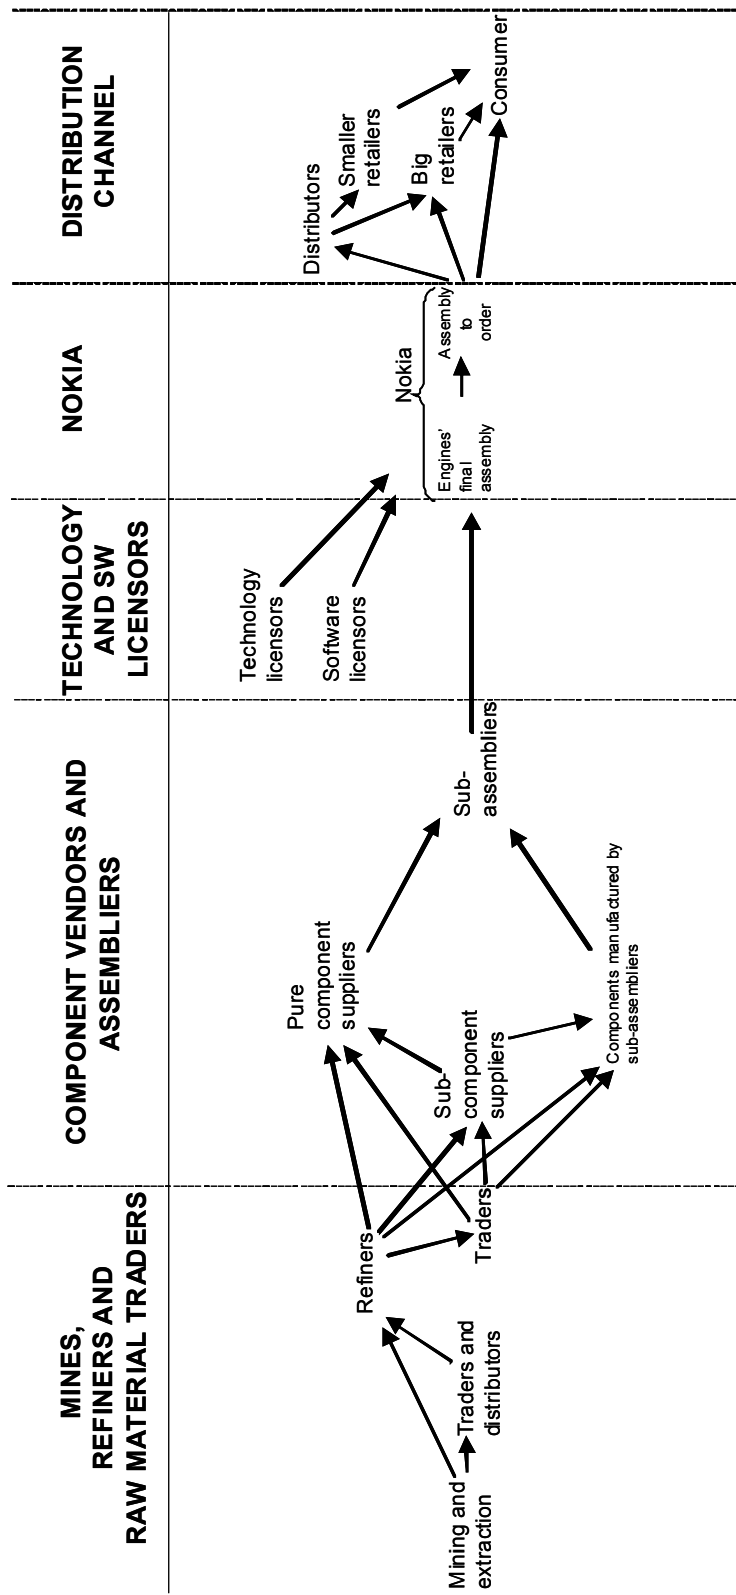 MINES,
REFINERS AND
RAW MATERIAL TRADERS
COMPONENT VENDORS AND
ASSEMBLIERS
TECHNOLOGY
AND SW
LICENSORS
NOKIA
DISTRIBUTION
CHANNEL
Mining and
extraction
Traders and
distributors
Refiners
Traders
Pure
component
suppliers
Sub-
component
suppliers
Components manufactured by
sub-assembliers
Sub-
assembliers
Technology
licensors
Software
licensors
Nokia
Engines'
final
assembly
Assembly
to
order
Distributors
Smaller
retailers
Big
retailers
Consumer